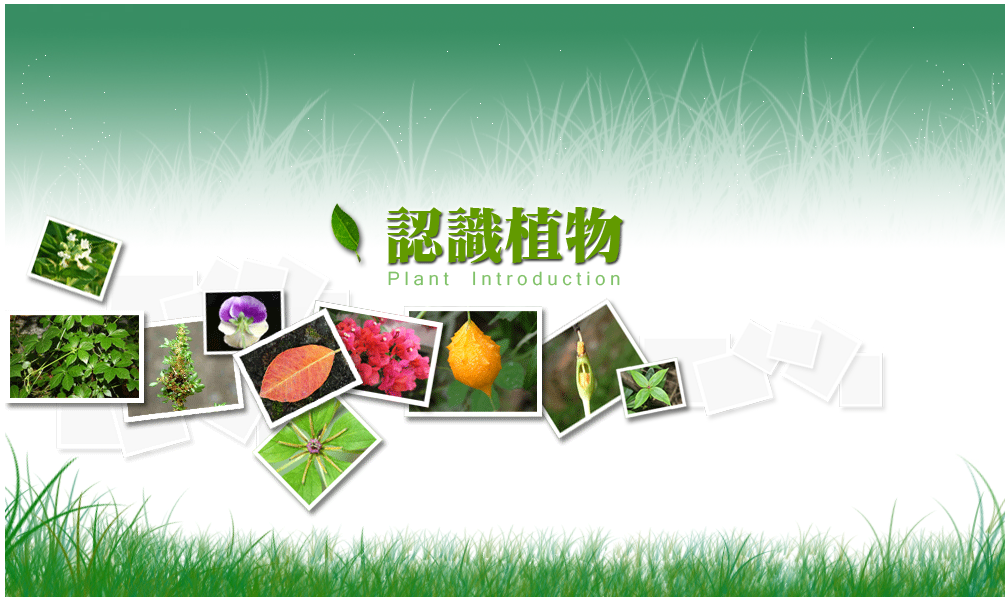 認識植物
Plant Introduction